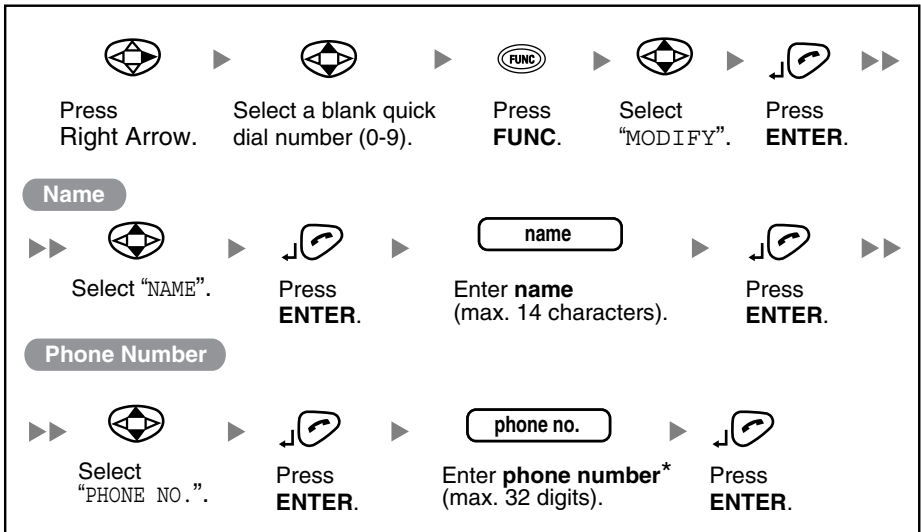 FUNC
Press Select a blank quick Press Select Press
Right Arrow. dial number (0-9). FUNC. “MODIFY”. ENTER.
Name
name
Select “NAME”. Press Enter name Press
ENTER. (max. 14 characters). ENTER.
Phone Number
phone no.
Select Press Enter phone number* Press
“PHONE NO.”. ENTER. (max. 32 digits). ENTER.